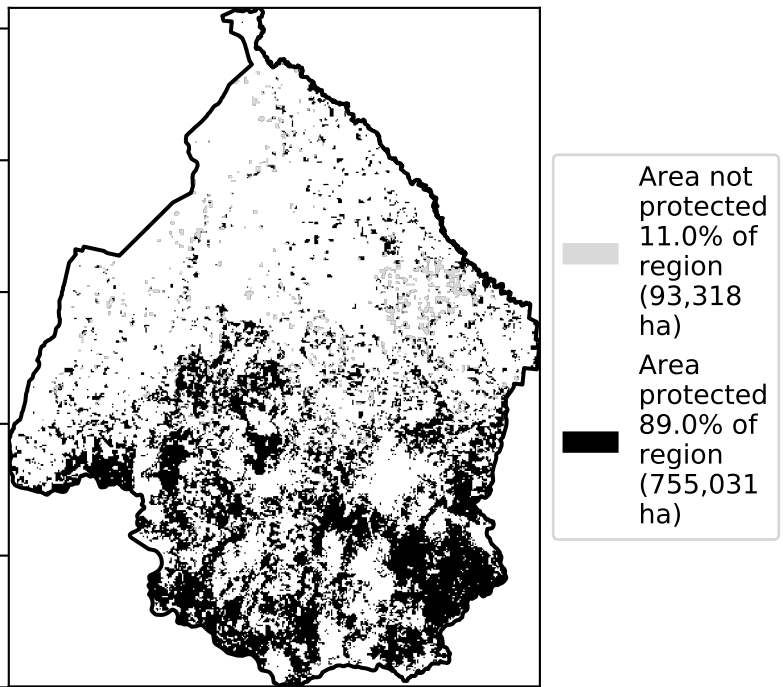 Area not
protected
11.0% of
region
(93,318
ha)
Area
protected
89.0% of
region
(755,031
ha)